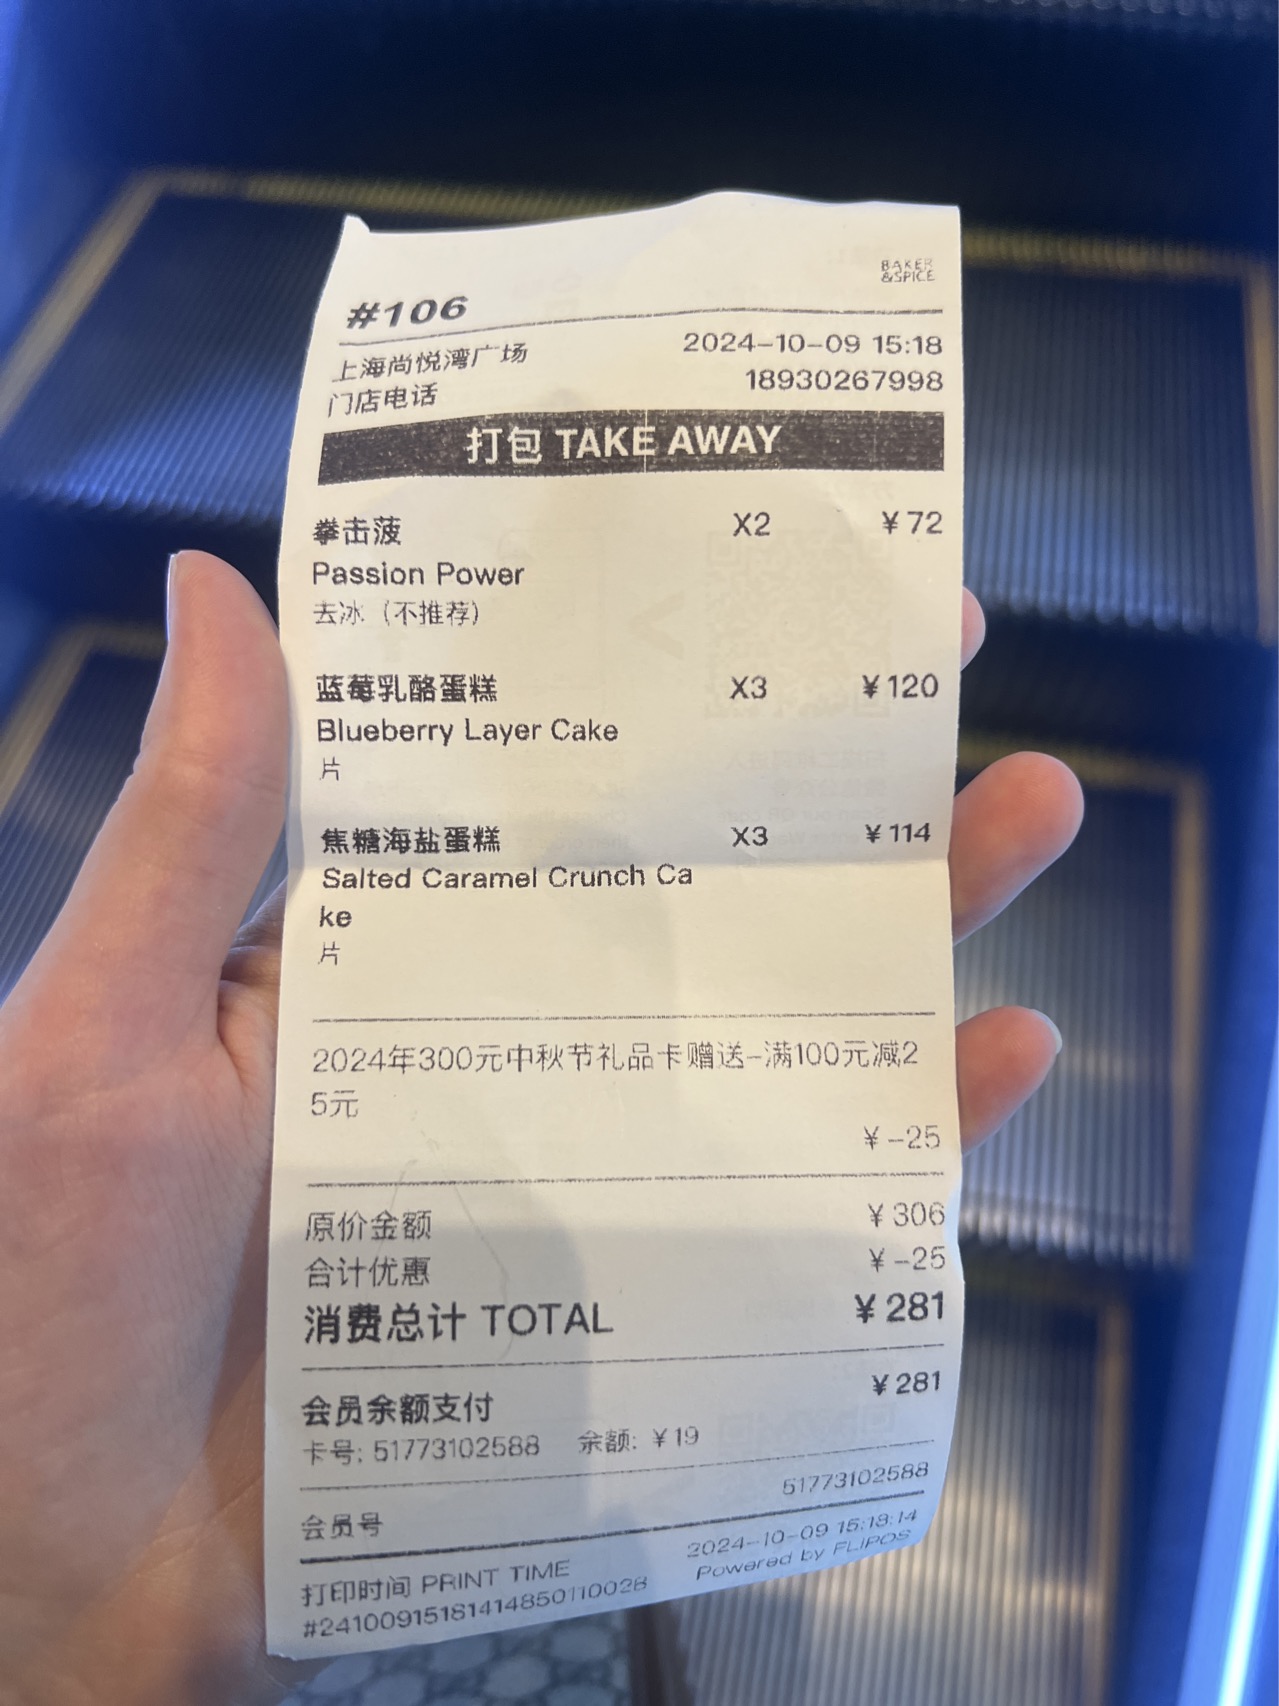 BAKER
&SPICE
#106
上海尚悦湾广场 2024-10-09 15:18
门店电话 18930267998
打包 TAKE AWAY
拳击菠 X2 ¥72
Passion Power
去冰（不推荐）
蓝莓乳酪蛋糕 X3 ¥120
Blueberry Layer Cake
片
焦糖海盐蛋糕 X3 ¥114
Salted Caramel Crunch Ca
ke
片
2024年300元中秋节礼品卡赠送-满100元减2
5元
¥-25
原价金额 ¥306
合计优惠 ¥-25
消费总计 TOTAL ¥281
会员余额支付 ¥281
卡号: 51773102588 余额: ¥19
会员号 51773102588
打印时间 PRINT TIME 2024-10-09 15:18:14
#24100915181414850110028 Powered by FLIPOS